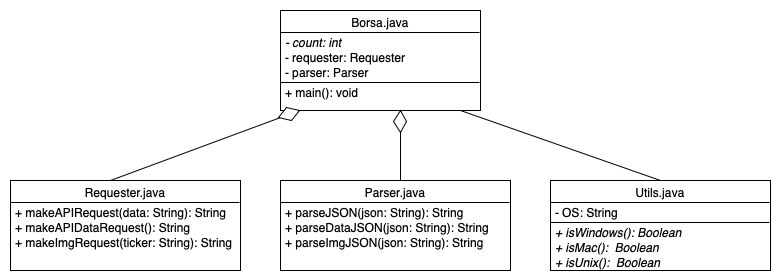 Borsa.java
- count: int
- requester: Requester
- parser: Parser
+ main(): void
Requester.java
+ makeAPIRequest(data: String): String
+ makeAPIDataRequest(): String
+ makeImgRequest(ticker: String): String
Parser.java
+ parseJSON(json: String): String
+ parseDataJSON(json: String): String
+ parseImgJSON(json: String): String
Utils.java
- OS: String
+ isWindows(): Boolean
+ isMac():  Boolean
+ isUnix():  Boolean